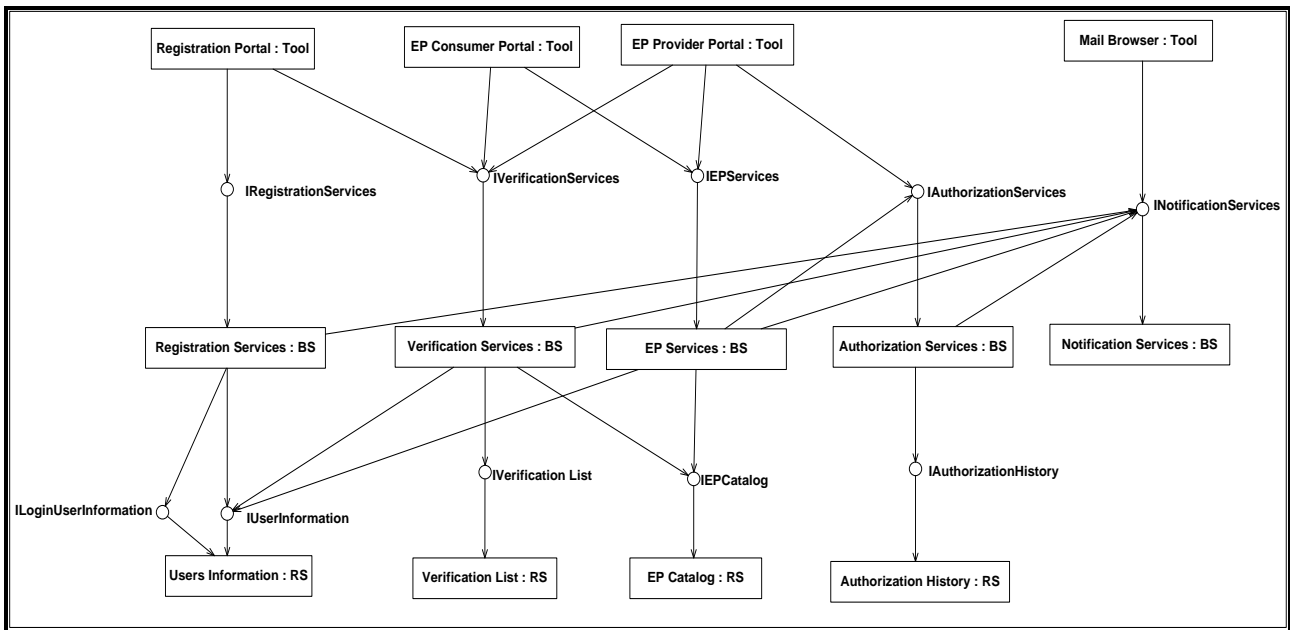 Registration Portal : Tool
EP Consumer Portal : Tool
EP Provider Portal : Tool
Mail Browser : Tool
IRegistrationServices
IVerificationServices
IEPServices
IAuthorizationServices
INotificationServices
Registration Services : BS
Verification Services : BS
EP Services : BS
Authorization Services : BS
Notification Services : BS
ILoginUserInformation
IUserInformation
IVerification List
IEPCatalog
IAuthorizationHistory
Users Information : RS
Verification List : RS
EP Catalog : RS
Authorization History : RS